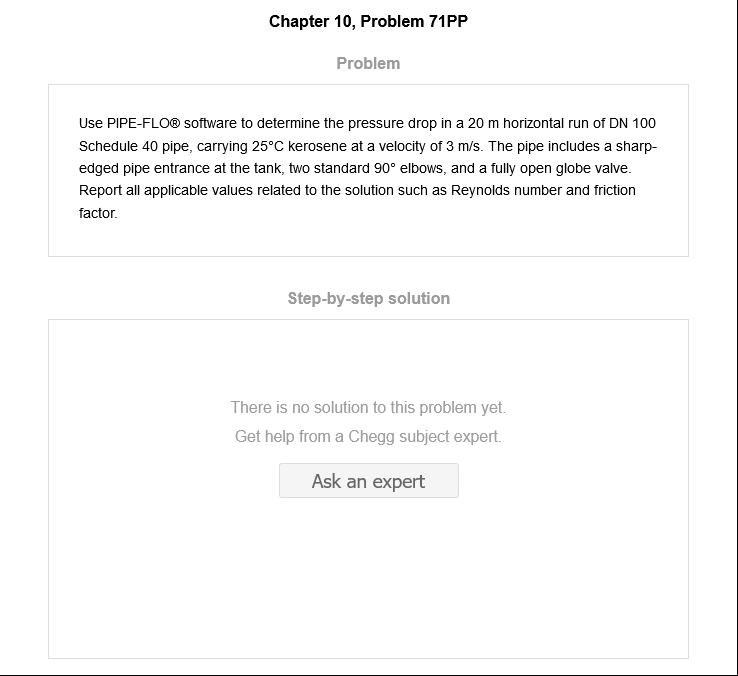 Chapter 10, Problem 71PP
Problem
Use PIPE-FLO® software to determine the pressure drop in a 20 m horizontal run of DN 100
Schedule 40 pipe, carrying 25°C kerosene at a velocity of 3 m/s. The pipe includes a sharp-
edged pipe entrance at the tank, two standard 90° elbows, and a fully open globe valve.
Report all applicable values related to the solution such as Reynolds number and friction
factor.
Step-by-step solution
There is no solution to this problem yet.
Get help from a Chegg subject expert.
Ask an expert